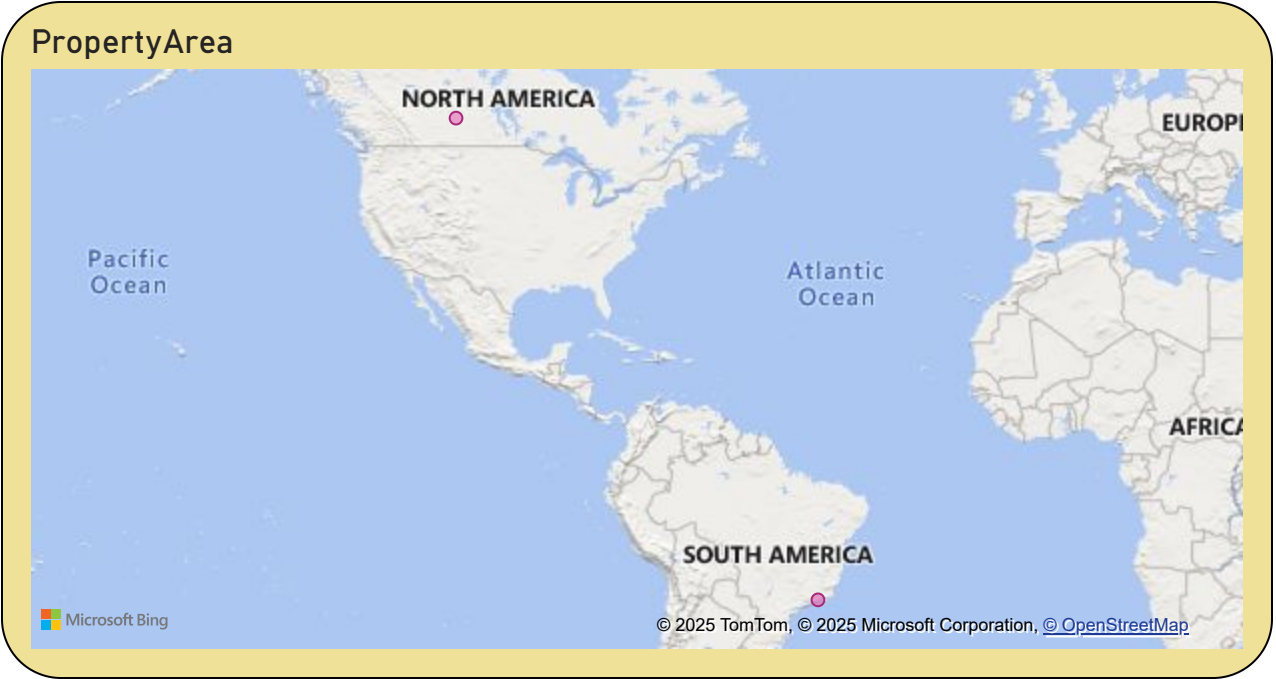 PropertyArea
NORTH AMERICA
EUROPE
Pacific
Ocean
Atlantic
Ocean
AFRICA
SOUTH AMERICA
Microsoft Bing
© 2025 TomTom, © 2025 Microsoft Corporation, © OpenStreetMap